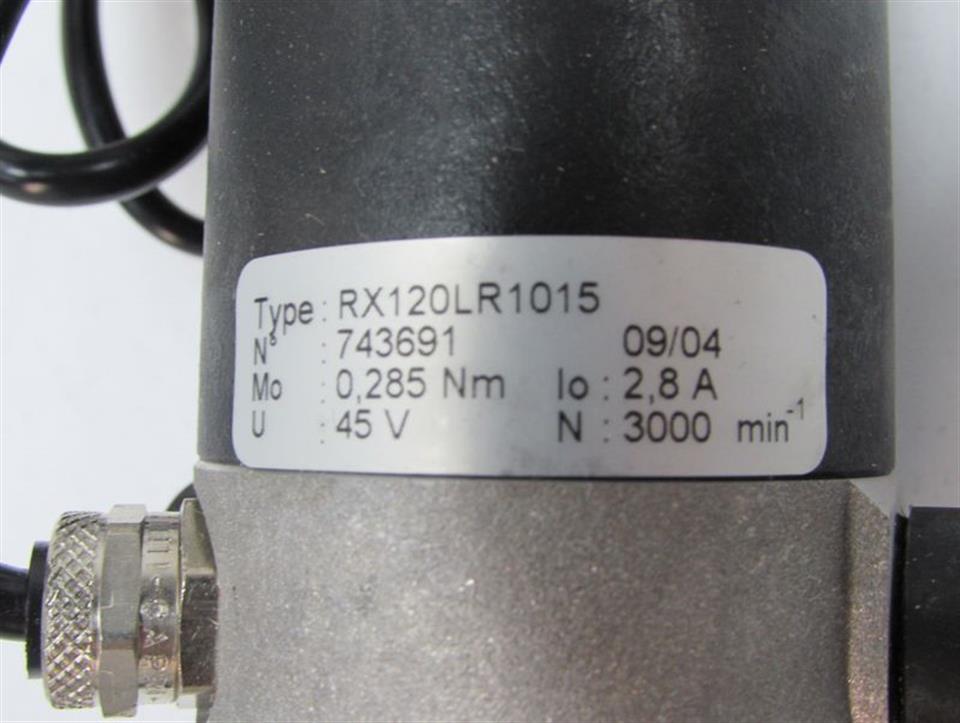 Type : RX120LR1015
N° : 743691 09/04
Mo : 0,285 Nm Io : 2,8 A
U : 45 V N : 3000 min-1